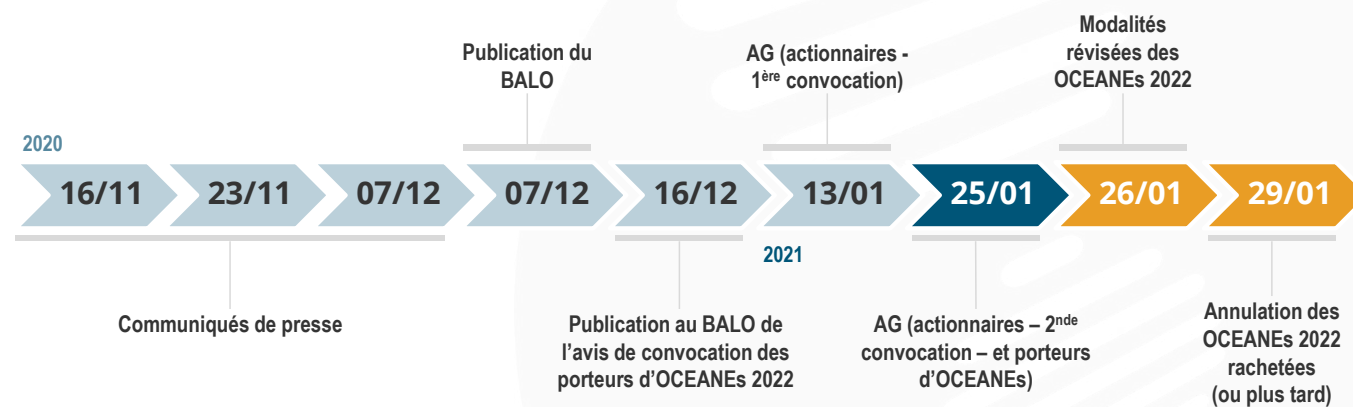 Publication du
BALO
AG (actionnaires -
1ère convocation)
Modalités
révisées des
OCEANEs 2022
2020
16/11
23/11
07/12
07/12
16/12
13/01
25/01
26/01
29/01
2021
Communiqués de presse
Publication au BALO de
l’avis de convocation des
porteurs d’OCEANEs 2022
AG (actionnaires – 2nde
convocation – et porteurs
d’OCEANEs)
Annulation des
OCEANEs 2022
rachetées
(ou plus tard)